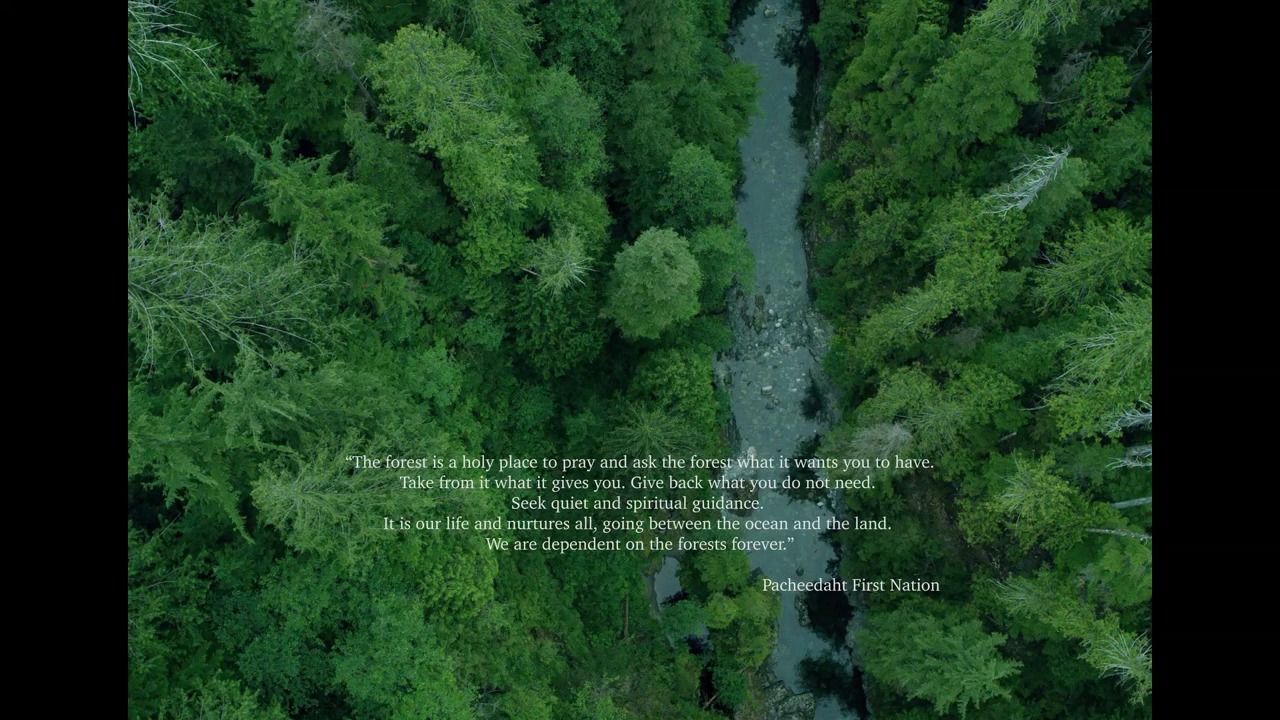 “The forest is a holy place to pray and ask the forest what it wants you to have.
Take from it what it gives you. Give back what you do not need.
Seek quiet and spiritual guidance.
It is our life and nurtures all, going between the ocean and the land.
We are dependent on the forests forever.”
Pacheedaht First Nation